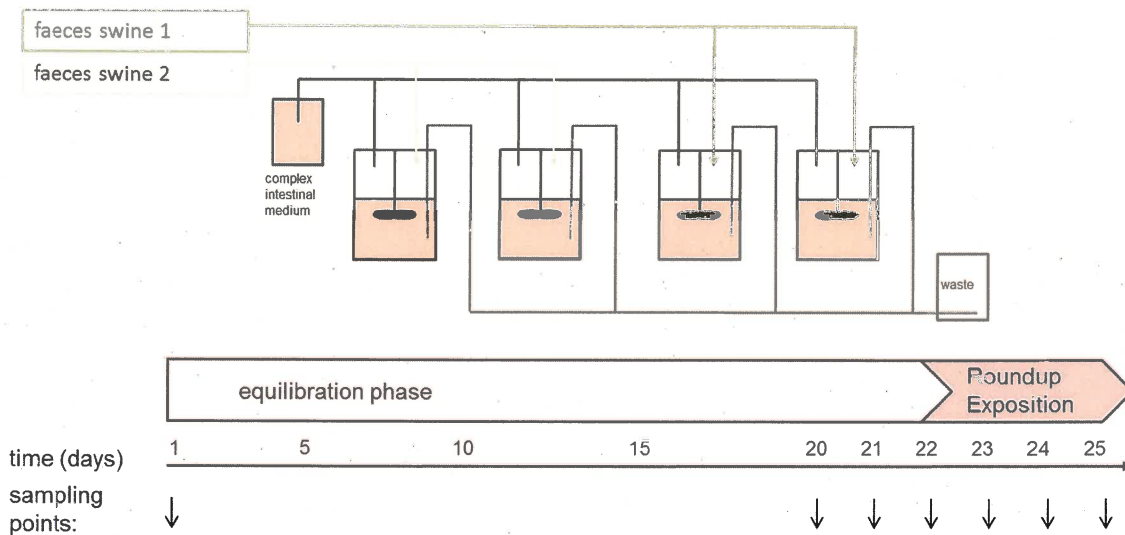 faeces swine 1
faeces swine 2
complex
intestinal
medium
waste
equilibration phase
Roundup
Exposition
time (days)
1 5 10 15 20 21 22 23 24 25
sampling
points: